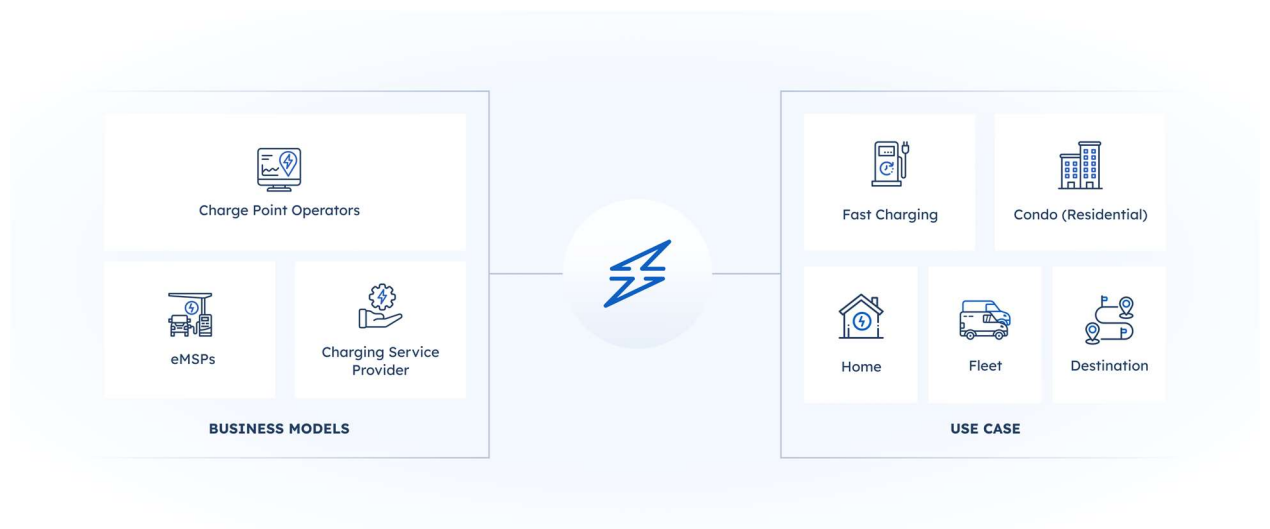 Charge Point Operators
eMSPs
Charging Service
Provider
BUSINESS MODELS
Fast Charging
Condo (Residential)
Home
Fleet
Destination
USE CASE